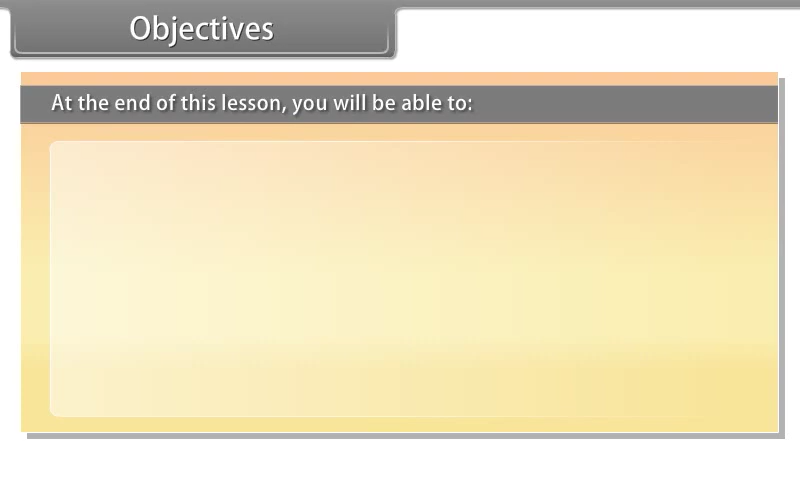 Objectives
At the end of this lesson, you will be able to: